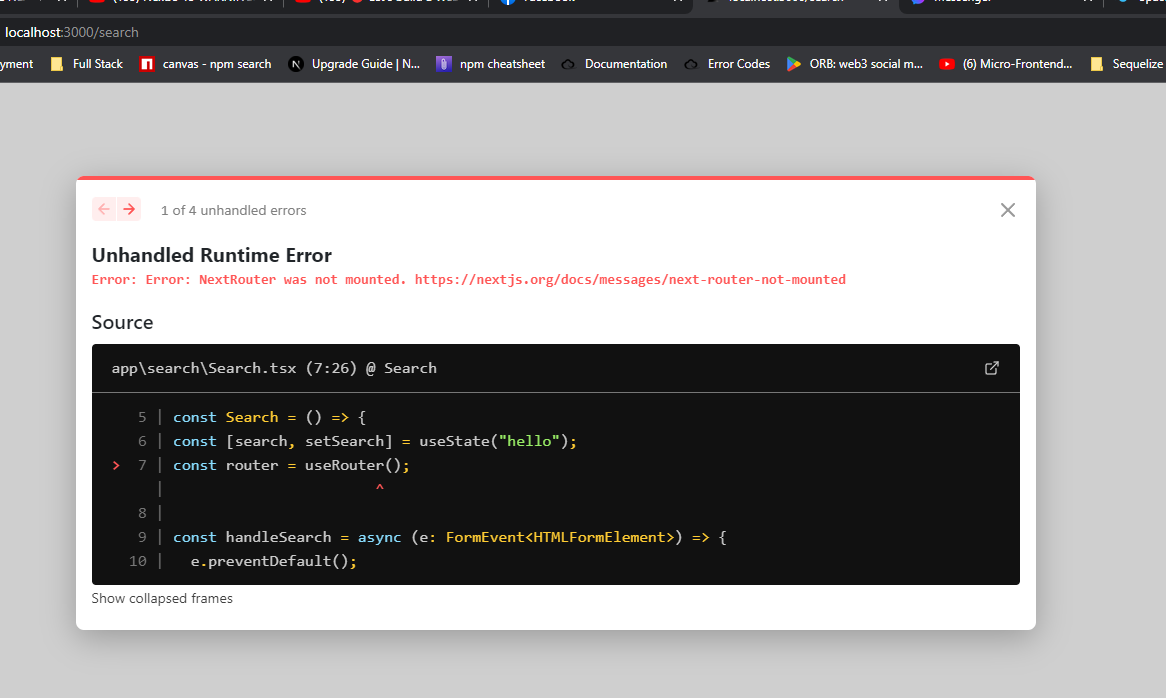 localhost:3000/search
yment Full Stack canvas - npm search Upgrade Guide | N... npm cheatsheet Documentation Error Codes ORB: web3 social m... (6) Micro-Frontend... Sequelize
1 of 4 unhandled errors
Unhandled Runtime Error
Error: Error: NextRouter was not mounted. https://nextjs.org/docs/messages/next-router-not-mounted
Source
app\search\Search.tsx (7:26) @ Search
5 | const Search = () => {
6 | const [search, setSearch] = useState("hello");
> 7 | const router = useRouter();
| ^
8 |
9 | const handleSearch = async (e: FormEvent<HTMLFormElement>) => {
10 | e.preventDefault();
Show collapsed frames